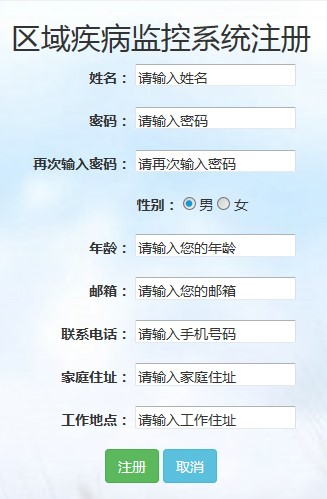 区域疾病监控系统注册
姓名： 请输入姓名
密码： 请输入密码
再次输入密码： 请再次输入密码
性别： 男 女
年龄： 请输入您的年龄
邮箱： 请输入您的邮箱
联系电话： 请输入手机号码
家庭住址： 请输入家庭住址
工作地点： 请输入工作住址
注册 取消